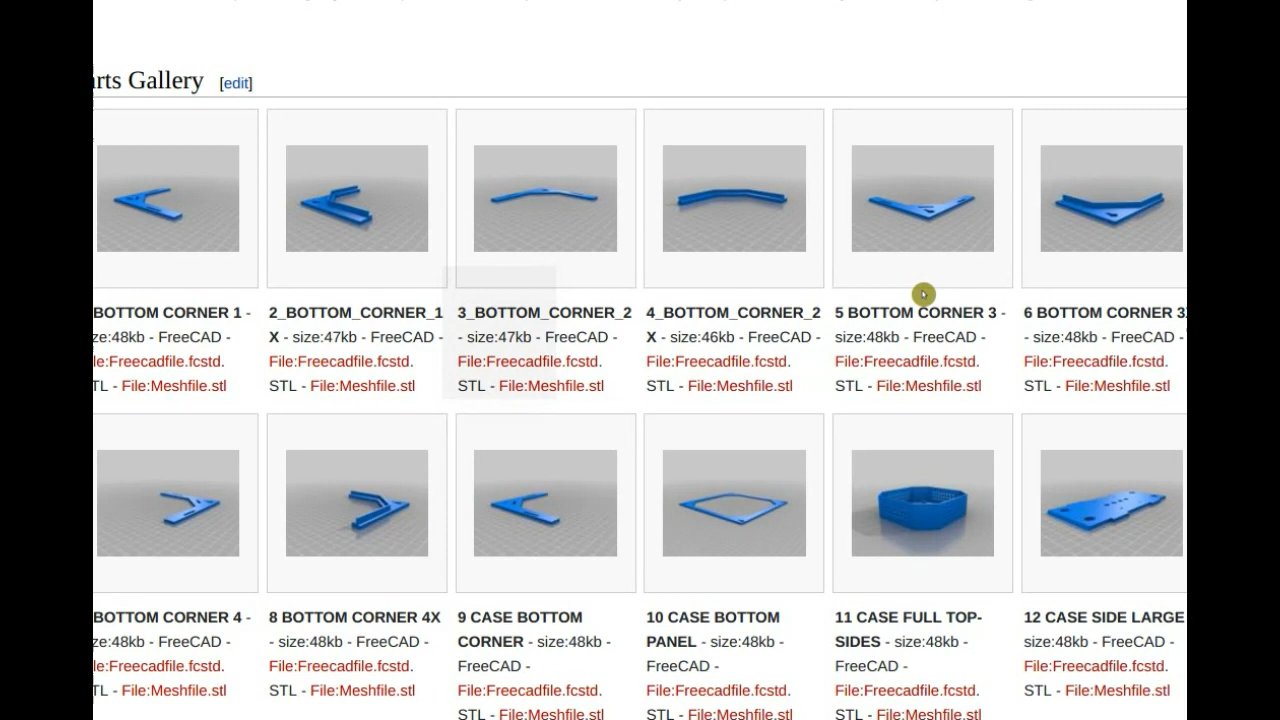 arts Gallery [edit]
BOTTOM CORNER 1 -
ze:48kb - FreeCAD -
le:Freecadfile.fcstd.
TL - File:Meshfile.stl
2_BOTTOM_CORNER_1
X - size:47kb - FreeCAD -
File:Freecadfile.fcstd.
STL - File:Meshfile.stl
3_BOTTOM_CORNER_2
- size:47kb - FreeCAD -
File:Freecadfile.fcstd.
STL - File:Meshfile.stl
4_BOTTOM_CORNER_2
X - size:46kb - FreeCAD -
File:Freecadfile.fcstd.
STL - File:Meshfile.stl
5 BOTTOM CORNER 3 -
size:48kb - FreeCAD -
File:Freecadfile.fcstd.
STL - File:Meshfile.stl
6 BOTTOM CORNER 3X
- size:48kb - FreeCAD -
File:Freecadfile.fcstd.
STL - File:Meshfile.stl
BOTTOM CORNER 4 -
ze:48kb - FreeCAD -
le:Freecadfile.fcstd.
TL - File:Meshfile.stl
8 BOTTOM CORNER 4X
- size:48kb - FreeCAD -
File:Freecadfile.fcstd.
STL - File:Meshfile.stl
9 CASE BOTTOM
CORNER - size:48kb -
FreeCAD -
File:Freecadfile.fcstd.
STL - File:Meshfile.stl
10 CASE BOTTOM
PANEL - size:48kb -
FreeCAD -
File:Freecadfile.fcstd.
STL - File:Meshfile.stl
11 CASE FULL TOP-
SIDES - size:48kb -
FreeCAD -
File:Freecadfile.fcstd.
STL - File:Meshfile.stl
12 CASE SIDE LARGE
size:48kb - FreeCAD -
File:Freecadfile.fcstd.
STL - File:Meshfile.stl